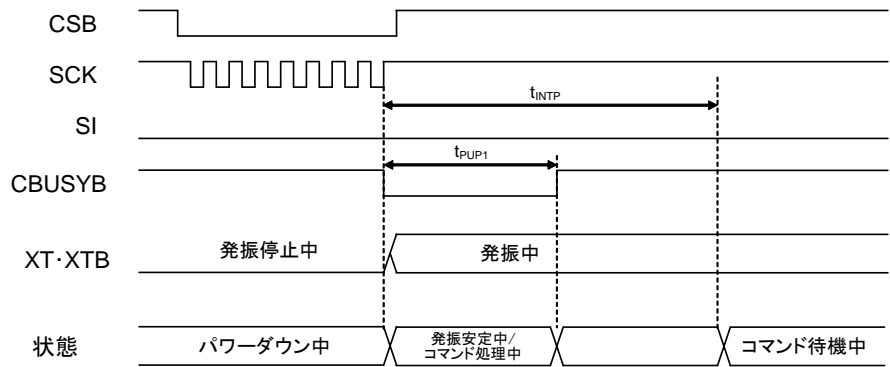 CSB
SCK
tINTP
SI
tPUP1
CBUSYB
XT・XTB
発振停止中
発振中
状態
パワーダウン中
発振安定中/
コマンド処理中
コマンド待機中